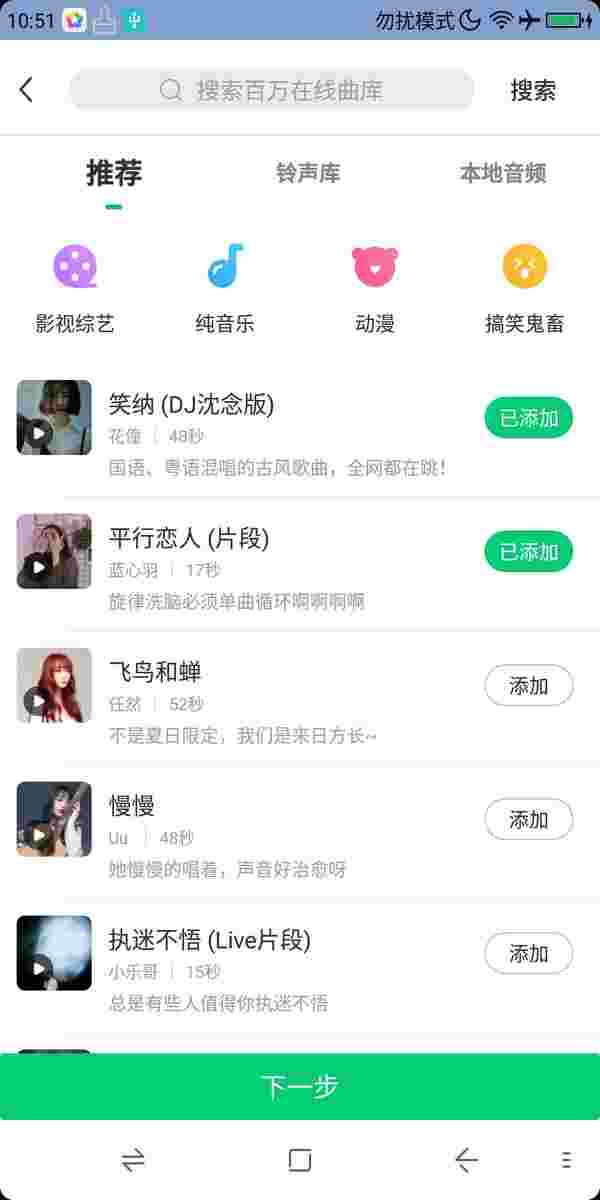 10:51 勿扰模式
搜索百万在线曲库 搜索
推荐 铃声库 本地音频
影视综艺 纯音乐 动漫 搞笑鬼畜
笑纳 (DJ沈念版)
已添加
花僮 | 48秒
国语、粤语混唱的古风歌曲，全网都在跳!
平行恋人 (片段)
已添加
蓝心羽 | 17秒
旋律洗脑必须单曲循环啊啊啊啊
飞鸟和蝉
添加
任然 | 52秒
不是夏日限定，我们是来日方长~
慢慢
添加
Uu | 48秒
她慢慢的唱着，声音好治愈呀
执迷不悟 (Live片段)
添加
小乐哥 | 15秒
总是有些人值得你执迷不悟
下一步